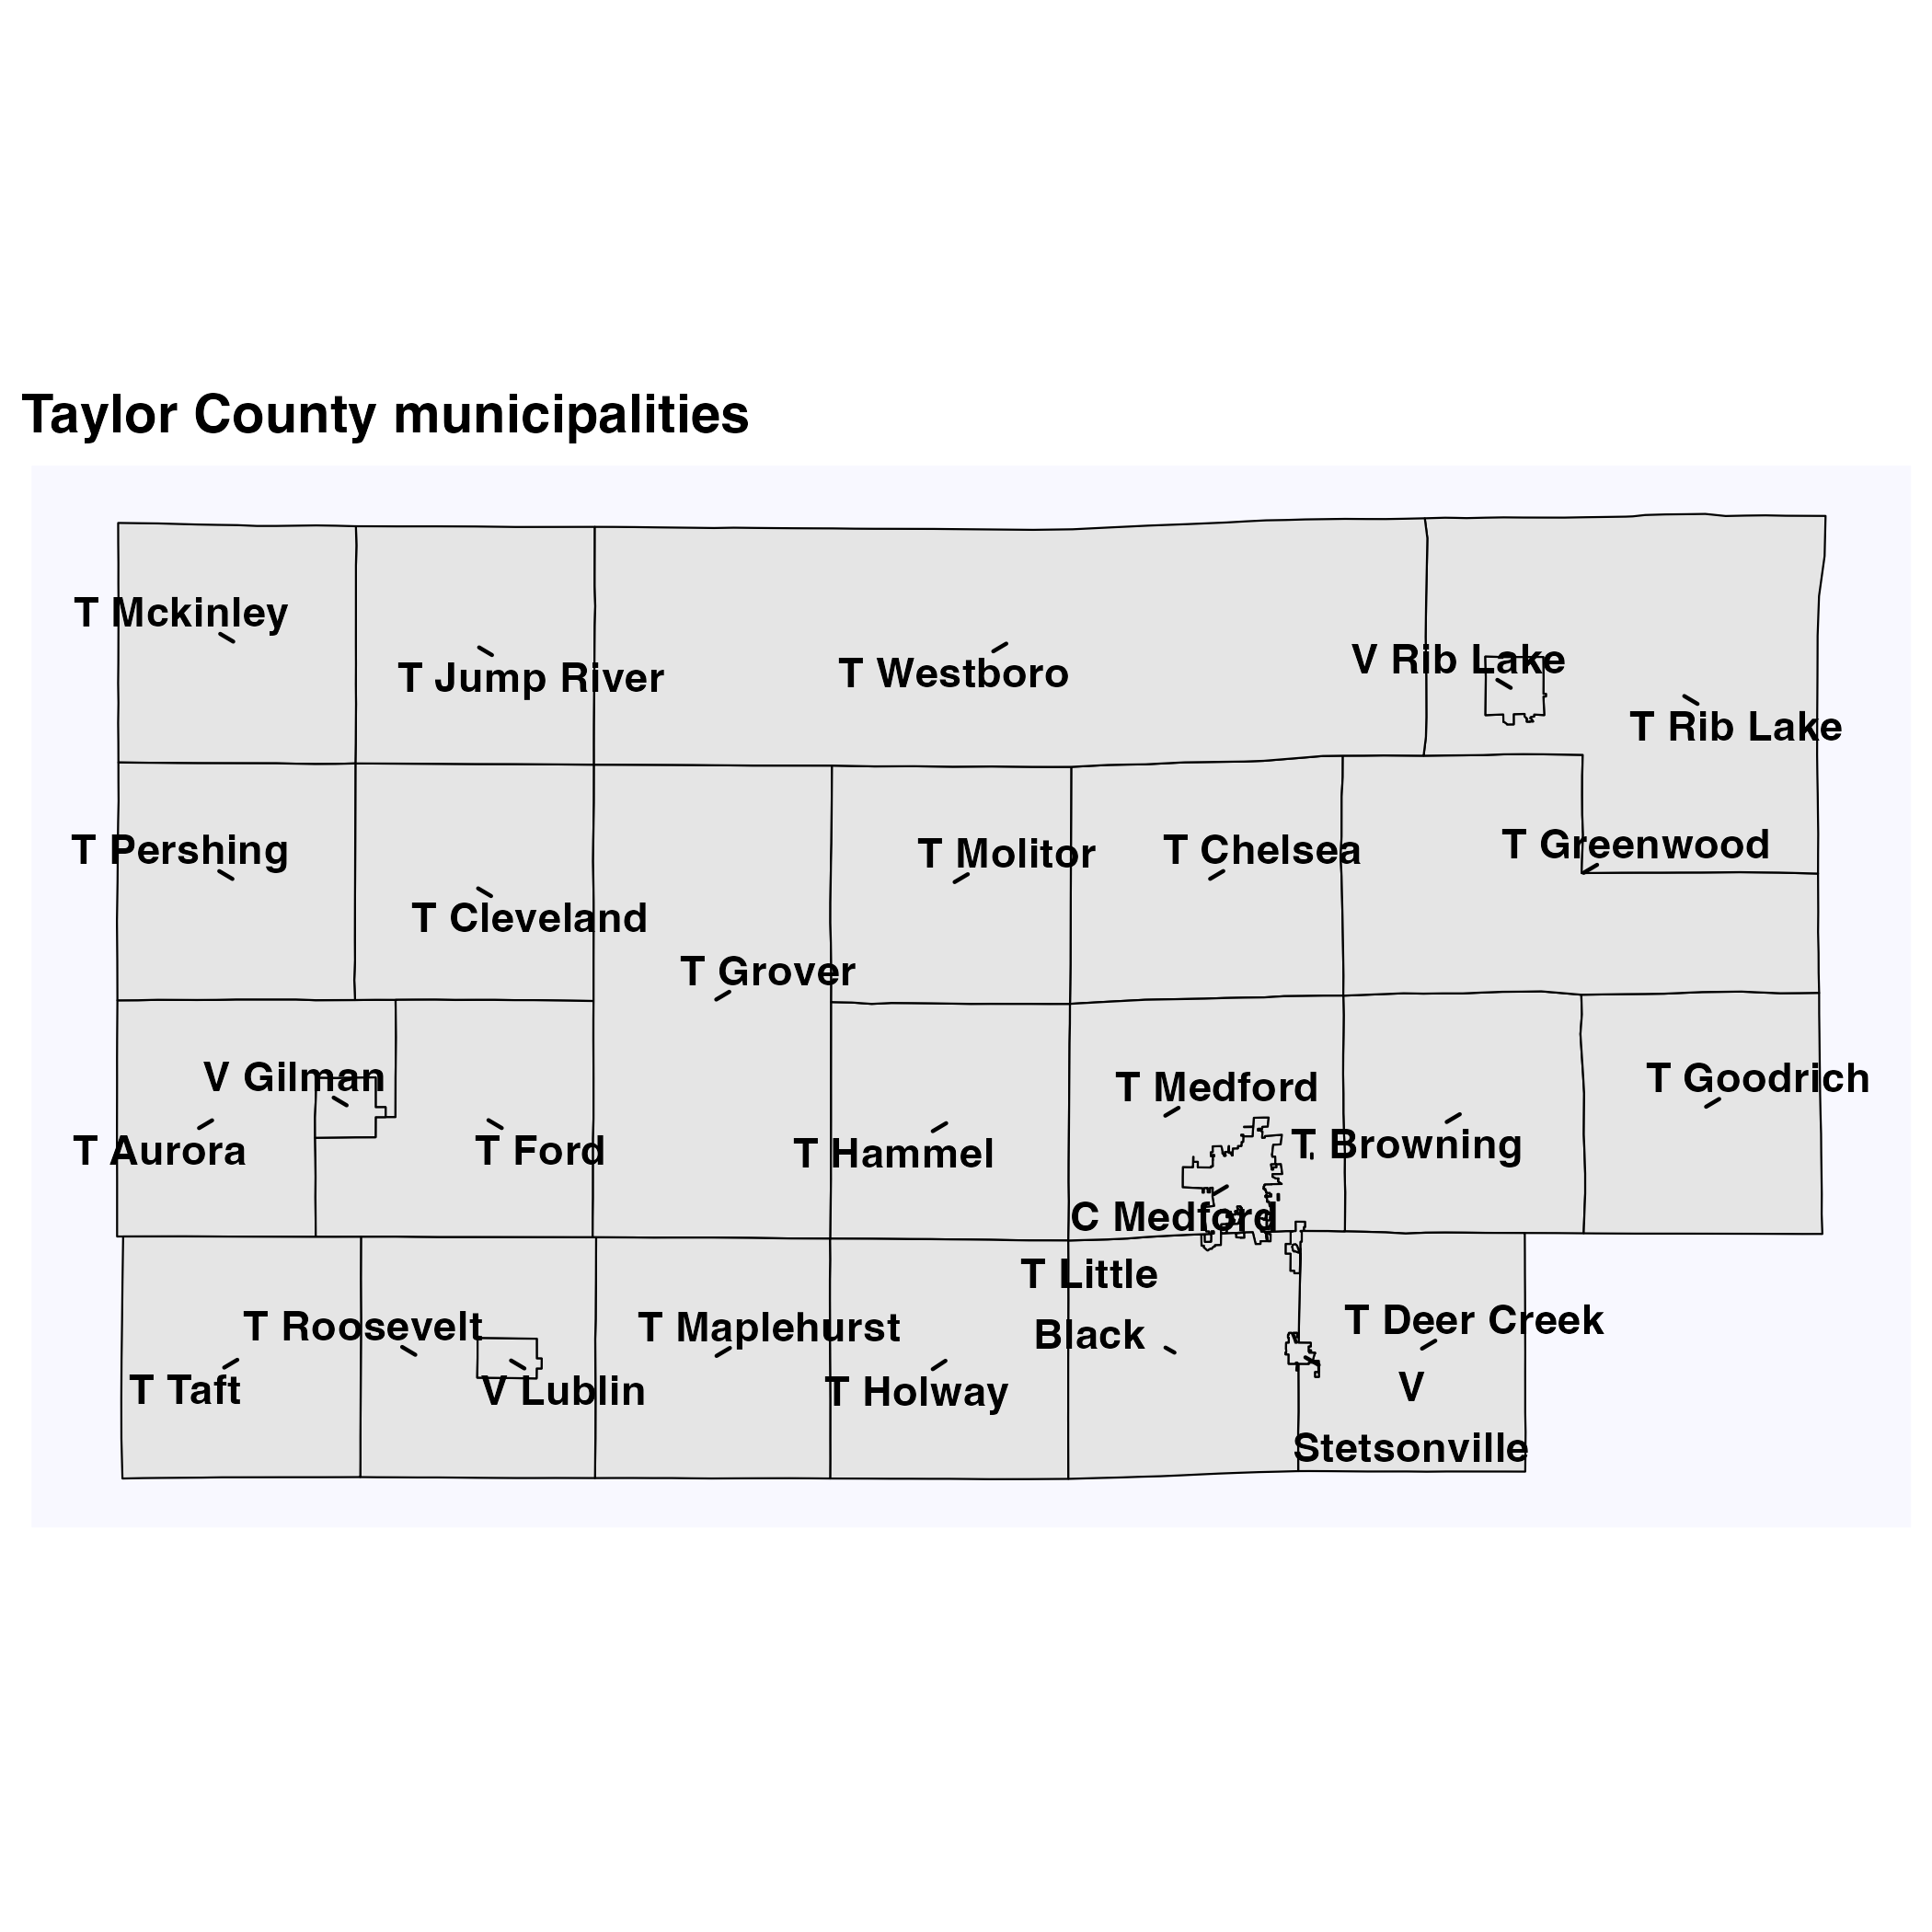 Taylor County municipalities
T Mckinley
T Jump River
T Westboro
V Rib Lake
T Rib Lake
T Pershing
T Cleveland
T Grover
T Molitor
T Chelsea
T Greenwood
V Gilman
T Aurora
T Ford
T Hammel
T Medford
C Medford
T Browning
T Goodrich
T Taft
T Roosevelt
V Lublin
T Maplehurst
T Holway
T Little
Black
T Deer Creek
V
Stetsonville